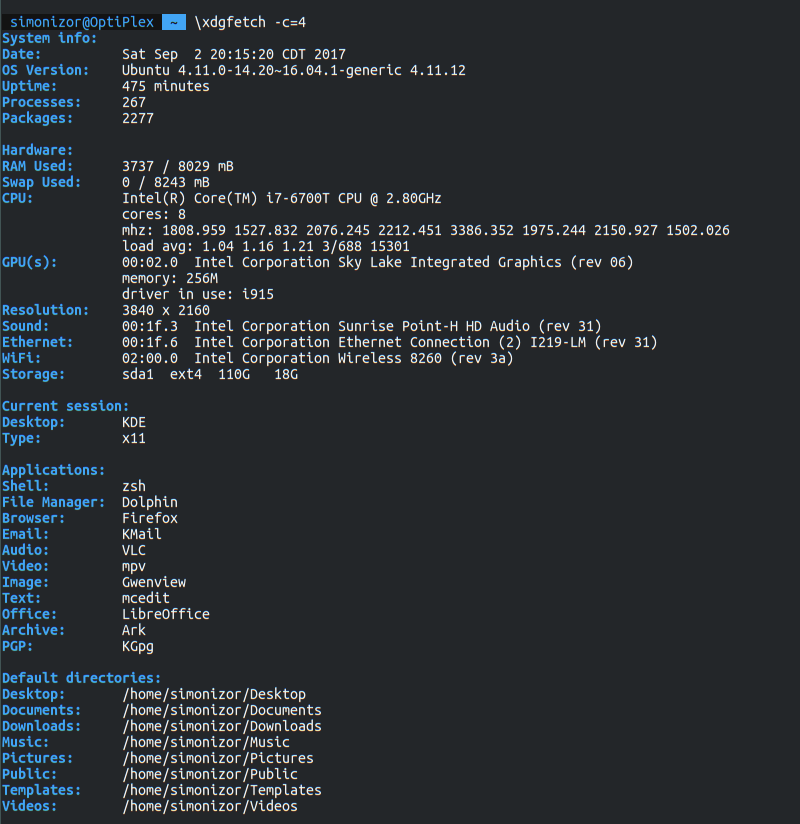 simonizor@OptiPlex ~ \xdgfetch -c=4
System info:
Date: Sat Sep  2 20:15:20 CDT 2017
OS Version: Ubuntu 4.11.0-14.20~16.04.1-generic 4.11.12
Uptime: 475 minutes
Processes: 267
Packages: 2277
Hardware:
RAM Used: 3737 / 8029 mB
Swap Used: 0 / 8243 mB
CPU: Intel(R) Core(TM) i7-6700T CPU @ 2.80GHz
cores: 8
mhz: 1808.959 1527.832 2076.245 2212.451 3386.352 1975.244 2150.927 1502.026
load avg: 1.04 1.16 1.21 3/688 15301
GPU(s): 00:02.0  Intel Corporation Sky Lake Integrated Graphics (rev 06)
memory: 256M
driver in use: i915
Resolution: 3840 x 2160
Sound: 00:1f.3  Intel Corporation Sunrise Point-H HD Audio (rev 31)
Ethernet: 00:1f.6  Intel Corporation Ethernet Connection (2) I219-LM (rev 31)
WiFi: 02:00.0  Intel Corporation Wireless 8260 (rev 3a)
Storage: sda1  ext4  110G   18G
Current session:
Desktop: KDE
Type: x11
Applications:
Shell: zsh
File Manager: Dolphin
Browser: Firefox
Email: KMail
Audio: VLC
Video: mpv
Image: Gwenview
Text: mcedit
Office: LibreOffice
Archive: Ark
PGP: KGpg
Default directories:
Desktop: /home/simonizor/Desktop
Documents: /home/simonizor/Documents
Downloads: /home/simonizor/Downloads
Music: /home/simonizor/Music
Pictures: /home/simonizor/Pictures
Public: /home/simonizor/Public
Templates: /home/simonizor/Templates
Videos: /home/simonizor/Videos